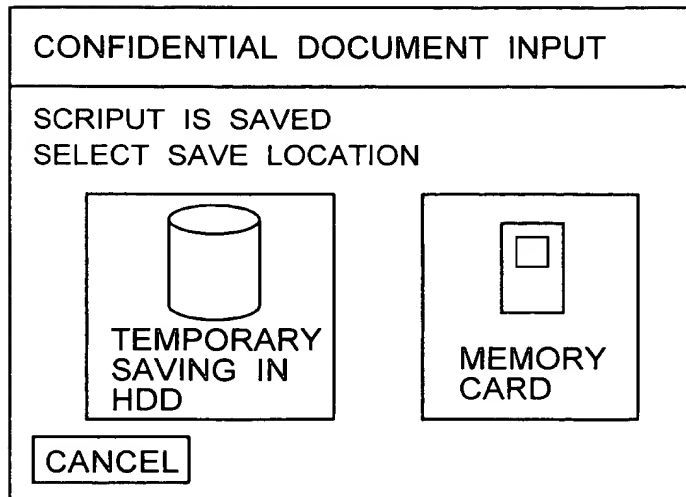 CONFIDENTIAL DOCUMENT INPUT
SCRIPUT IS SAVED
SELECT SAVE LOCATION
TEMPORARY
SAVING IN
HDD
MEMORY
CARD
CANCEL